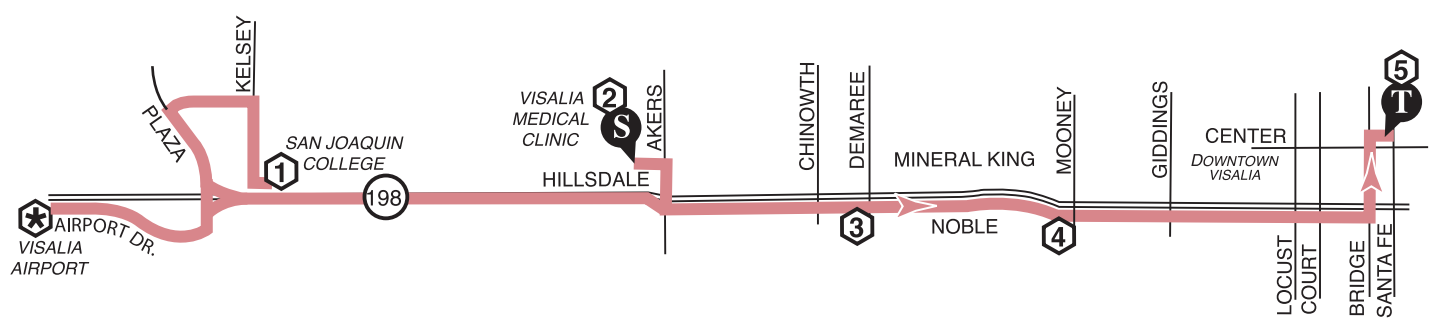 KELSEY
PLAZA
1
SAN JOAQUIN
COLLEGE
*
AIRPORT DR.
VISALIA
AIRPORT
198
2
VISALIA
MEDICAL
CLINIC
S
AKERS
HILLSDALE
CHINOWTH
DEMAREE
3
MINERAL KING
NOBLE
MOONEY
4
GIDDINGS
CENTER
DOWNTOWN
VISALIA
5
T
LOCUST
COURT
BRIDGE
SANTA FE